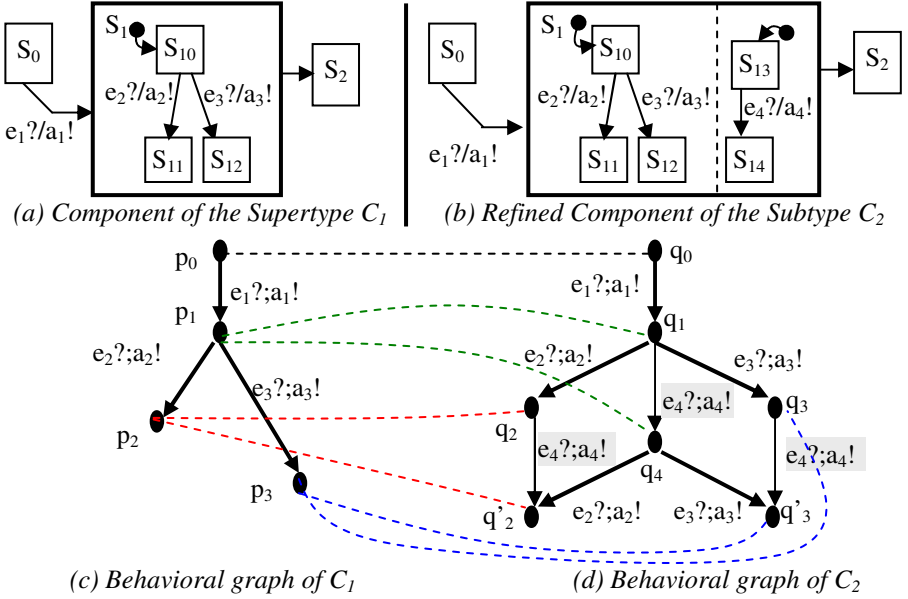 S0
S1
S10
e2?/a2!
e3?/a3!
S11
S12
S2
e1?/a1!
(a) Component of the Supertype C1
S0
S1
S10
e2?/a2!
e3?/a3!
S11
S12
S13
e4?/a4!
S14
S2
e1?/a1!
(b) Refined Component of the Subtype C2
p0
e1?;a1!
p1
e2?;a2!
e3?;a3!
p2
p3
(c) Behavioral graph of C1
q0
e1?;a1!
q1
e2?;a2!
e3?;a3!
e4?;a4!
q2
q3
e4?;a4!
q4
e4?;a4!
e2?;a2!
e3?;a3!
q'2
q'3
(d) Behavioral graph of C2